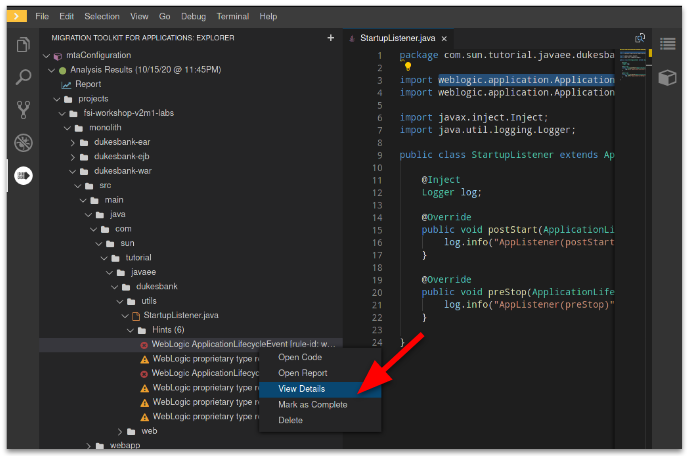 File Edit Selection View Go Debug Terminal Help
MIGRATION TOOLKIT FOR APPLICATIONS: EXPLORER
mtaConfiguration
Analysis Results (10/15/20 @ 11:45PM)
Report
projects
fsi-workshop-v2m1-labs
monolith
dukesbank-ear
dukesbank-ejb
dukesbank-war
src
main
java
com
sun
tutorial
javaee
dukesbank
utils
StartupListener.java
Hints (6)
WebLogic ApplicationLifecycleEvent [rule-id: w...
WebLogic proprietary type re
WebLogic ApplicationLifecyc
WebLogic proprietary type re
WebLogic proprietary type re
WebLogic proprietary type re
web
webapp
Open Code
Open Report
View Details
Mark as Complete
Delete
StartupListener.java ×
1 package com.sun.tutorial.javaee.dukesba
2
3 import weblogic.application.Application
4 import weblogic.application.Application
5
6 import javax.inject.Inject;
7 import java.util.logging.Logger;
8
9 public class StartupListener extends Ap
10
11 @Inject
12 Logger log;
13
14 @Override
15 public void postStart(ApplicationLi
16 log.info("AppListener(postStart
17 }
18
19 @Override
20 public void preStop(ApplicationLife
21 log.info("AppListener(preStop)"
22 }
23
24 }